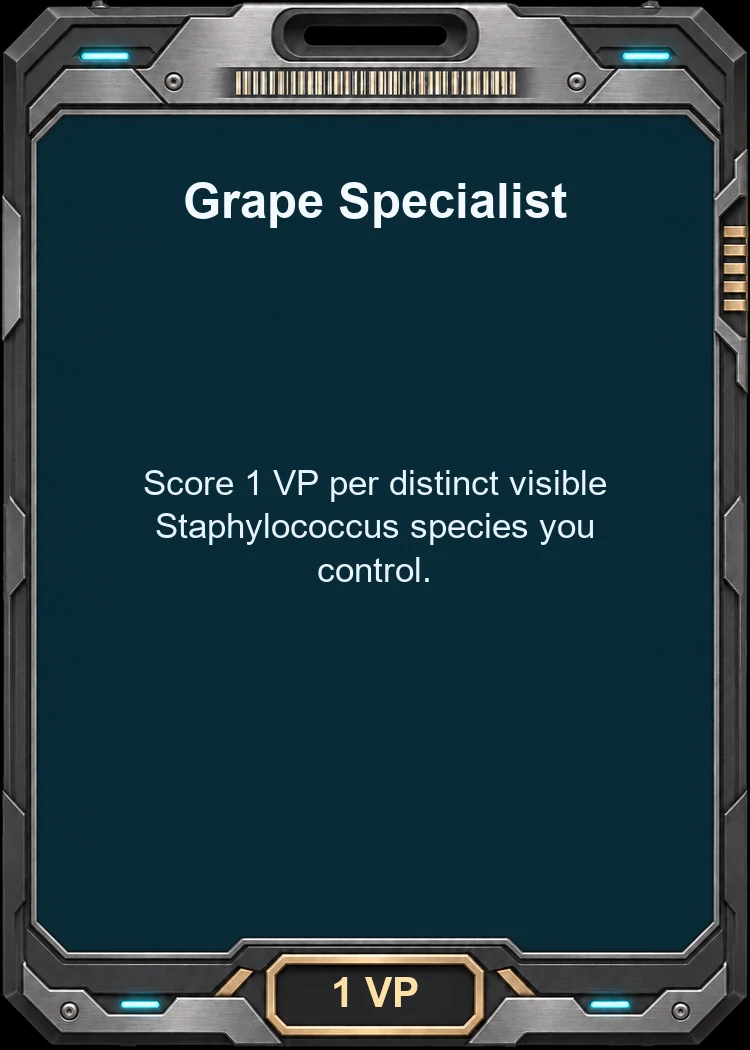 Grape Specialist
Score 1 VP per distinct visible
Staphylococcus species you
control.
1 VP